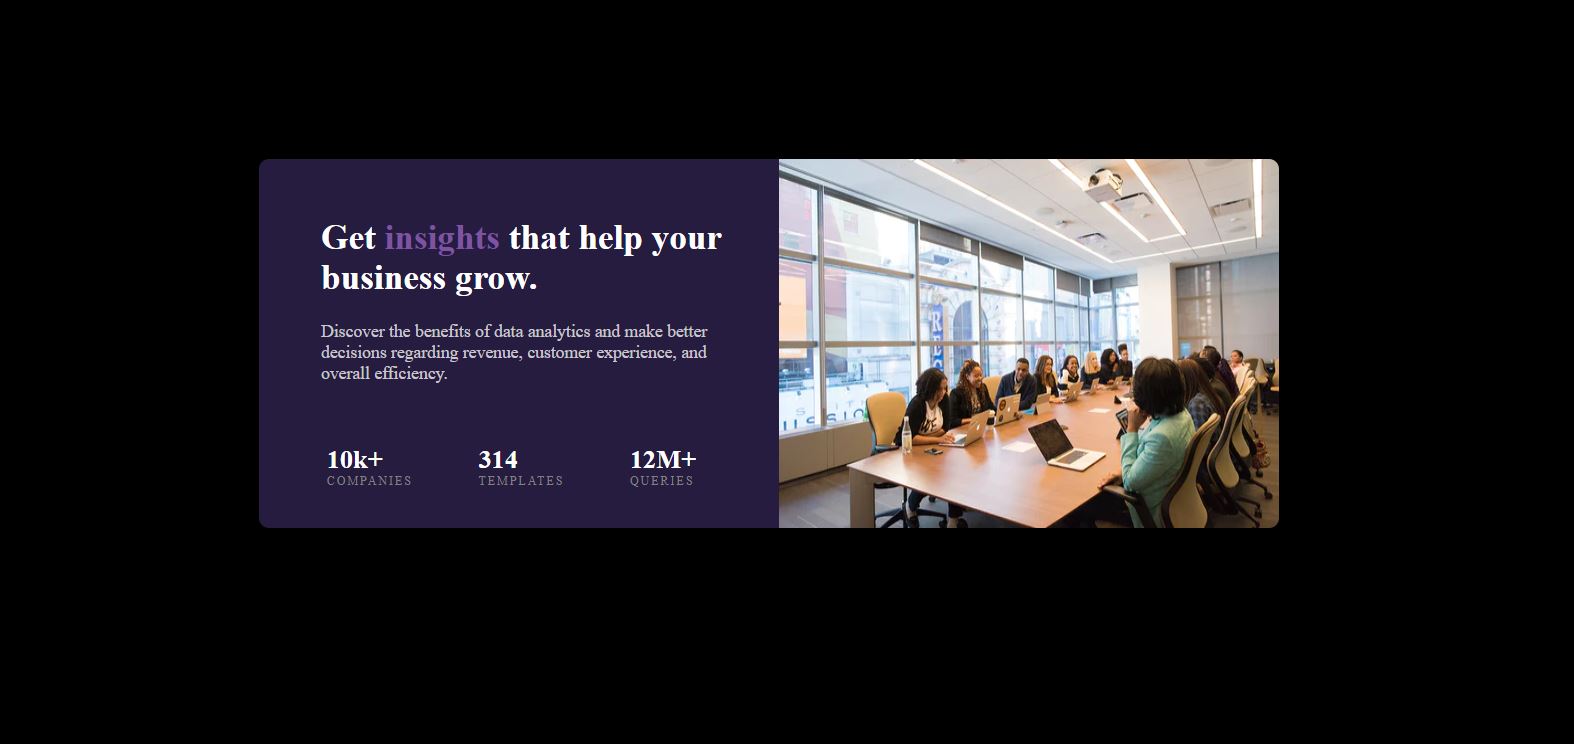 Get insights that help your
business grow.
Discover the benefits of data analytics and make better
decisions regarding revenue, customer experience, and
overall efficiency.
10k+ 314 12M+
COMPANIES TEMPLATES QUERIES